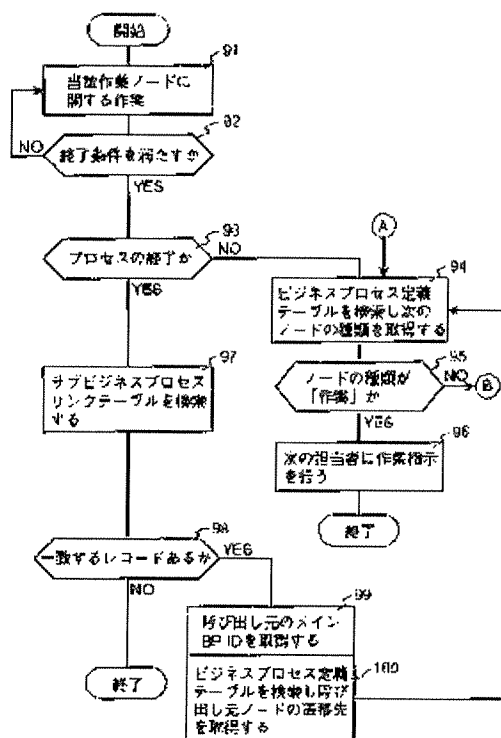 開始
91
当該作業ノードに
関する作業
92
終了条件を満たすか
NO
YES
93
プロセスの終了か
NO
YES
A
94
ビジネスプロセス定義
テーブルを検索し次の
ノードの種類を取得する
95
ノードの種類が
「作業」か
NO
B
YES
96
次の担当者に作業指示
を行う
終了
97
サブビジネスプロセス
リンクテーブルを検索
する
98
一致するレコードあるか
YES
NO
終了
99
呼び出し元のメイン
BP IDを取得する
100
ビジネスプロセス定義
テーブルを検索し呼び
出し元ノードの遷移先
を取得する